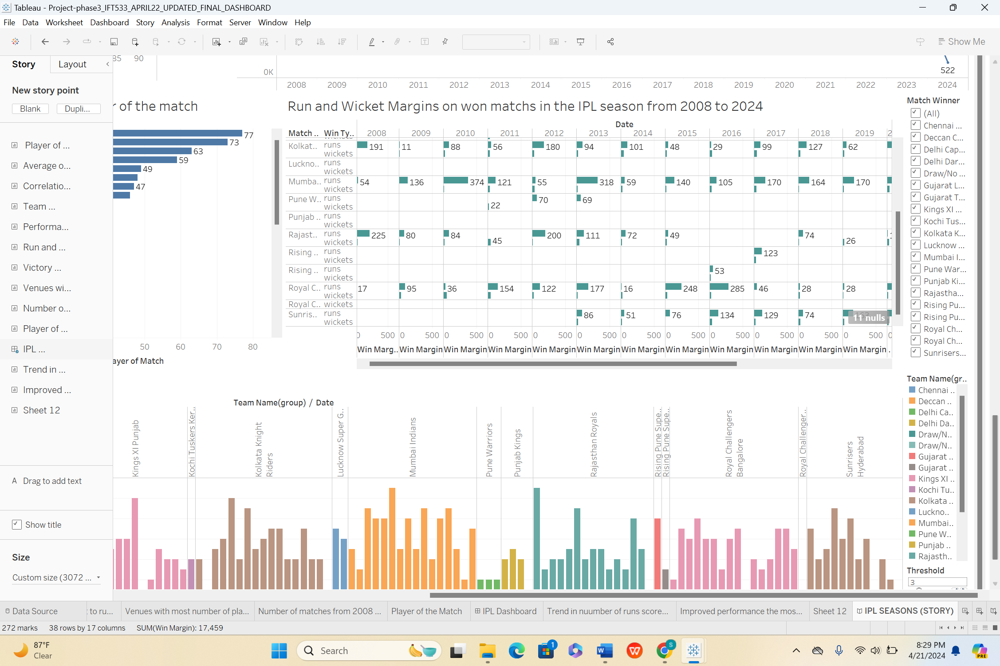 Tableau - Project-phase3_IFT533_APRIL22_UPDATED_FINAL_DASHBOARD
File Data Worksheet Dashboard Story Analysis Format Server Window Help
Show Me
Story Layout
New story point
Blank Dupli...
Player of ...
Average o...
Correlatio...
Team ...
Performa...
Run and ...
Victory ...
Venues wi...
Number o...
Player of ...
IPL ...
Trend in ...
Improved ...
Sheet 12
A Drag to add text
Show title
Size
Custom size (3072 ...
85 90
0K
522
2008 2009 2010 2011 2012 2013 2014 2015 2016 2017 2018 2019 2020 2021 2022 2023 2024
r of the match
77
73
63
59
49
47
50 60 70 80
ayer of Match
Run and Wicket Margins on won matchs in the IPL season from 2008 to 2024
Date
Match .. Win Ty.. 2008 2009 2010 2011 2012 2013 2014 2015 2016 2017 2018 2019 2
wickets
Kolkat.. runs 191 11 88 56 180 94 101 48 29 99 127 62
wickets
Luckno.. runs
wickets
Mumba.. runs 54 136 374 121 55 318 59 140 105 170 164 170
wickets
Pune W.. runs 70 69
wickets 22
Punjab .. runs
wickets
Rajast.. runs 225 80 84 200 111 72 49 74 1
wickets 45 26
Rising .. runs 123
wickets
Rising .. runs 53
wickets
Royal C.. runs 17 95 36 154 122 177 16 248 285 46 28 28
wickets
Royal C.. wickets
Sunris.. runs 86 51 76 134 129 74 163
wickets
11 nulls
0 500 0 500 0 500 0 500 0 500 0 500 0 500 0 500 0 500 0 500 0 500 0 500 0
Win Marg.. Win Margin Win Margin Win Margin Win Margin Win Margin Win Margin Win Margin Win Margin Win Margin Win Margin Win Margin .
Match Winner
(All)
Chennai ...
Deccan C...
Delhi Cap...
Delhi Dar...
Draw/No ...
Gujarat L...
Gujarat T...
Kings XI ...
Kochi Tus...
Kolkata K...
Lucknow ...
Mumbai I...
Pune War...
Punjab Ki...
Rajastha...
Rising Pu...
Rising Pu...
Royal Ch...
Royal Ch...
Sunrisers...
Team Name(group) / Date
Kings XI Punjab
Kochi Tuskers Ker..
Kolkata Knight
Riders
Lucknow Super G..
Mumbai Indians
Pune Warriors
Punjab Kings
Rajasthan Royals
Rising Pune Supe..
Rising Pune Supe..
Royal Challengers
Bangalore
Royal Challenger..
Sunrisers
Hyderabad
Team Name(gr..
Chennai ..
Deccan ..
Delhi Ca..
Delhi Da..
Draw/N..
Draw/N..
Gujarat ..
Gujarat ..
Kings XI ..
Kochi Tu..
Kolkata ..
Luckno..
Mumbai..
Pune W..
Punjab ..
Rajasth..
Threshold
3
Data Source : to ru... Venues with most number of pla... Number of matches from 2008 ... Player of the Match IPL Dashboard Trend in nuumber of runs score... Improved performance the mos... Sheet 12 IPL SEASONS (STORY)
272 marks 38 rows by 17 columns SUM(Win Margin): 17,459
87°F
Clear
Search
1
W
S
PRE
8:29 PM
4/21/2024